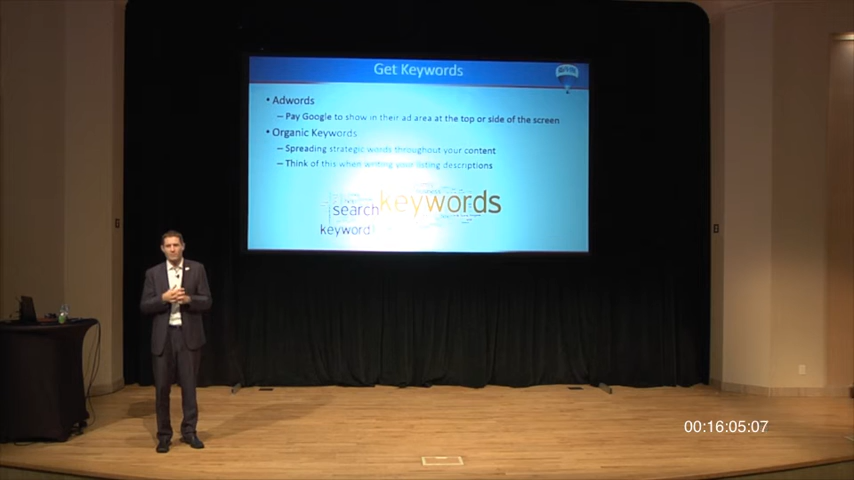 Get Keywords
• Adwords
– Pay Google to show in their ad area at the top or side of the screen
• Organic Keywords
– Spreading strategic words throughout your content
– Think of this when writing your listing descriptions
keywords
search
keyword
00:16:05:07